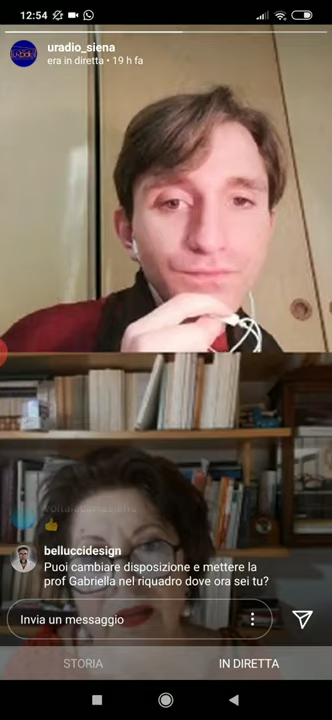 12:54
uradio_siena
era in diretta • 19 h fa
👍
belluccidesign
Puoi cambiare disposizione e mettere la
prof Gabriella nel riquadro dove ora sei tu?
Invia un messaggio
STORIA
IN DIRETTA